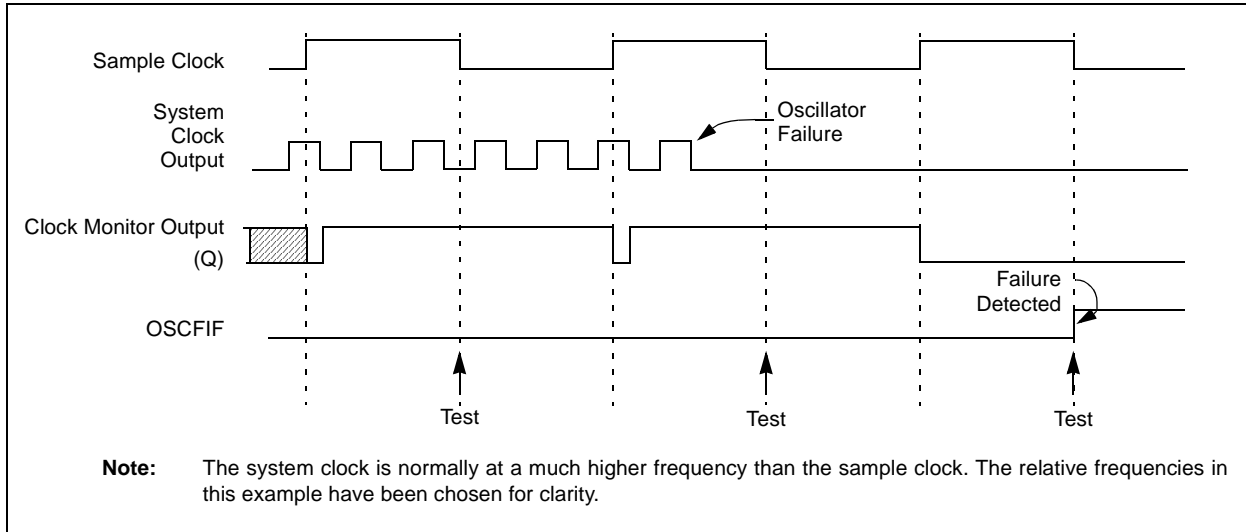 Sample Clock
System
Clock
Output
Oscillator
Failure
Clock Monitor Output
(Q)
Failure
Detected
OSCFIF
Test
Test
Test
Note: The system clock is normally at a much higher frequency than the sample clock. The relative frequencies in
this example have been chosen for clarity.